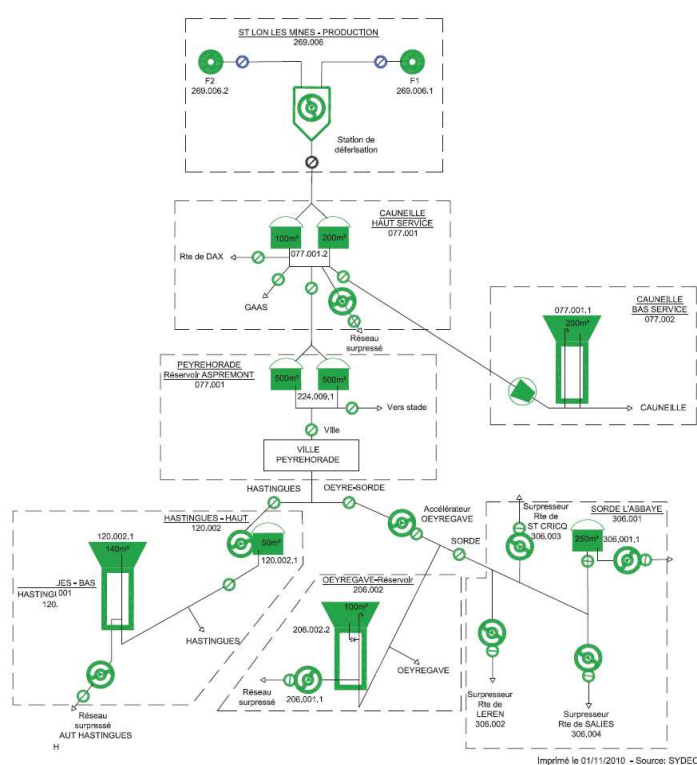 ST LON LES MINES - PRODUCTION
269.006
F2
269.006.2
F1
269.006.1
Station de
déferisation
CAUNEILLE
HAUT SERVICE
077.001
100m³
200m³
077.001.2
Rte de DAX
GAAS
Réseau
surpressé
CAUNEILLE
BAS SERVICE
077.002
077.001.1
200m³
CAUNEILLE
PEYREHORADE
Réservoir ASPREMONT
077.001
500m³
500m³
224.009.1
Vers stade
Ville
VILLE
PEYREHORADE
HASTINGUES
OEYRE-SORDE
HASTINGUES - HAUT
120.002
50m³
120.002.1
120.002.1
140m³
JES - BAS
HASTINGI
001
120.
HASTINGUES
Réseau
surpressé
AUT HASTINGUES
H
Accélérateur
OEYREGAVE
SORDE
OEYREGAVE-Réservoir
206.002
100m³
206.002.2
206.001,1
Réseau
surpressé
OEYREGAVE
Surpresseur
Rte de
ST CRICQ
306.003
SORDE L'ABBAYE
306.001
250m³
306.001,1
Surpresseur
Rte de
LEREN
306.002
Surpresseur
Rte de SALIES
306.004
Imprimé le 01/11/2010 - Source: SYDEC